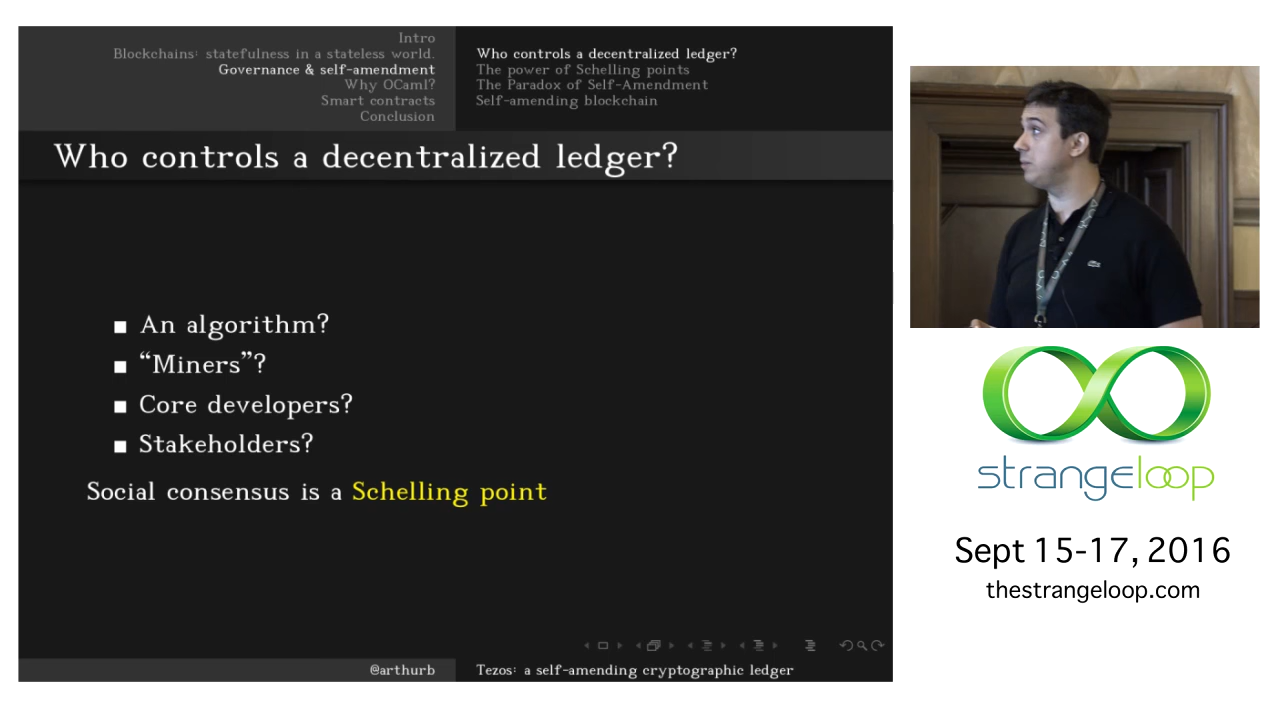 Intro
Blockchains: statefulness in a stateless world.
Governance & self-amendment
Why OCaml?
Smart contracts
Conclusion
Who controls a decentralized ledger?
The power of Schelling points
The Paradox of Self-Amendment
Self-amending blockchain
Who controls a decentralized ledger?
An algorithm?
“Miners”?
Core developers?
Stakeholders?
Social consensus is a Schelling point
@arthurb
Tezos: a self-amending cryptographic ledger
strangeloop
Sept 15-17, 2016
thestrangeloop.com